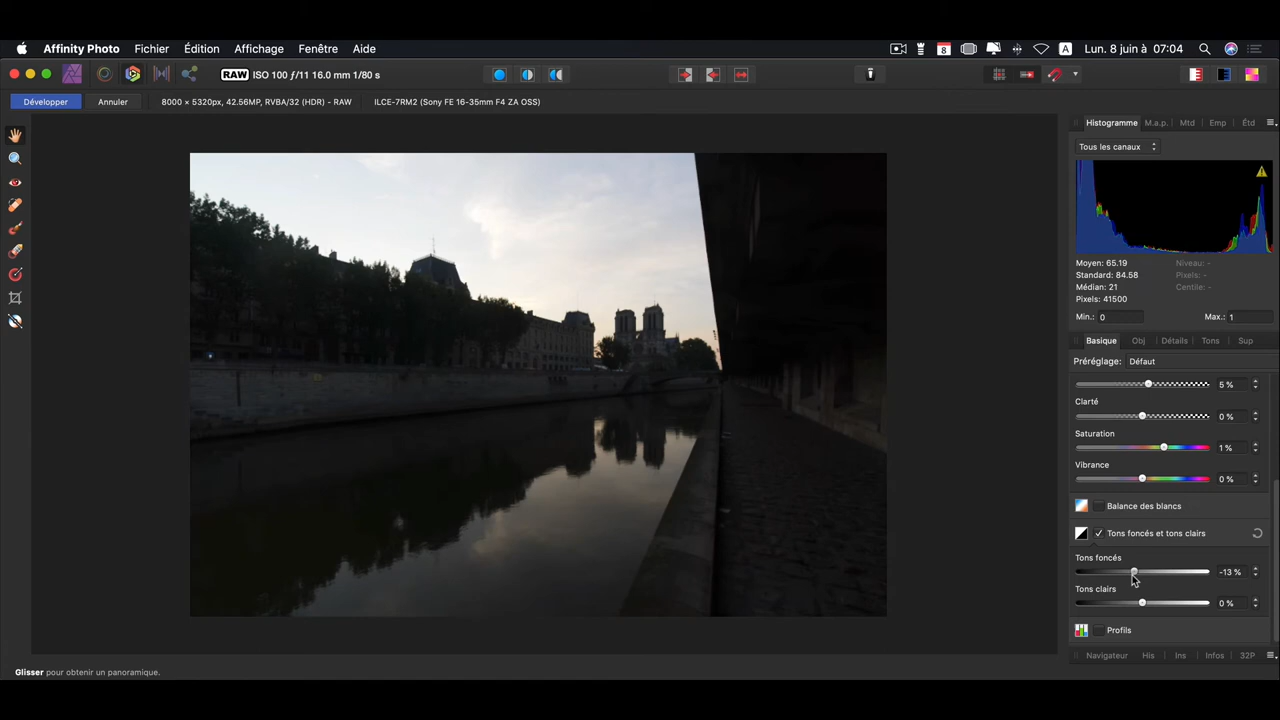 Affinity Photo Fichier Édition Affichage Fenêtre Aide 8 A Lun. 8 juin à 07:04
RAW ISO 100 ƒ/11 16.0 mm 1/80 s
Développer Annuler 8000 × 5320px, 42.56MP, RVBA/32 (HDR) - RAW ILCE-7RM2 (Sony FE 16-35mm F4 ZA OSS)
Histogramme M.a.p. Mtd Emp Étd
Tous les canaux
Moyen: 65.19 Niveau: -
Standard: 84.58 Pixels: -
Médian: 21 Centile: -
Pixels: 41500
Min.: 0 Max.: 1
Basique Obj Détails Tons Sup
Préréglage: Défaut
5 %
Clarté
0 %
Saturation
1 %
Vibrance
0 %
Balance des blancs
Tons foncés et tons clairs
Tons foncés
-13 %
Tons clairs
0 %
Profils
Navigateur His Ins Infos 32P
Glisser pour obtenir un panoramique.